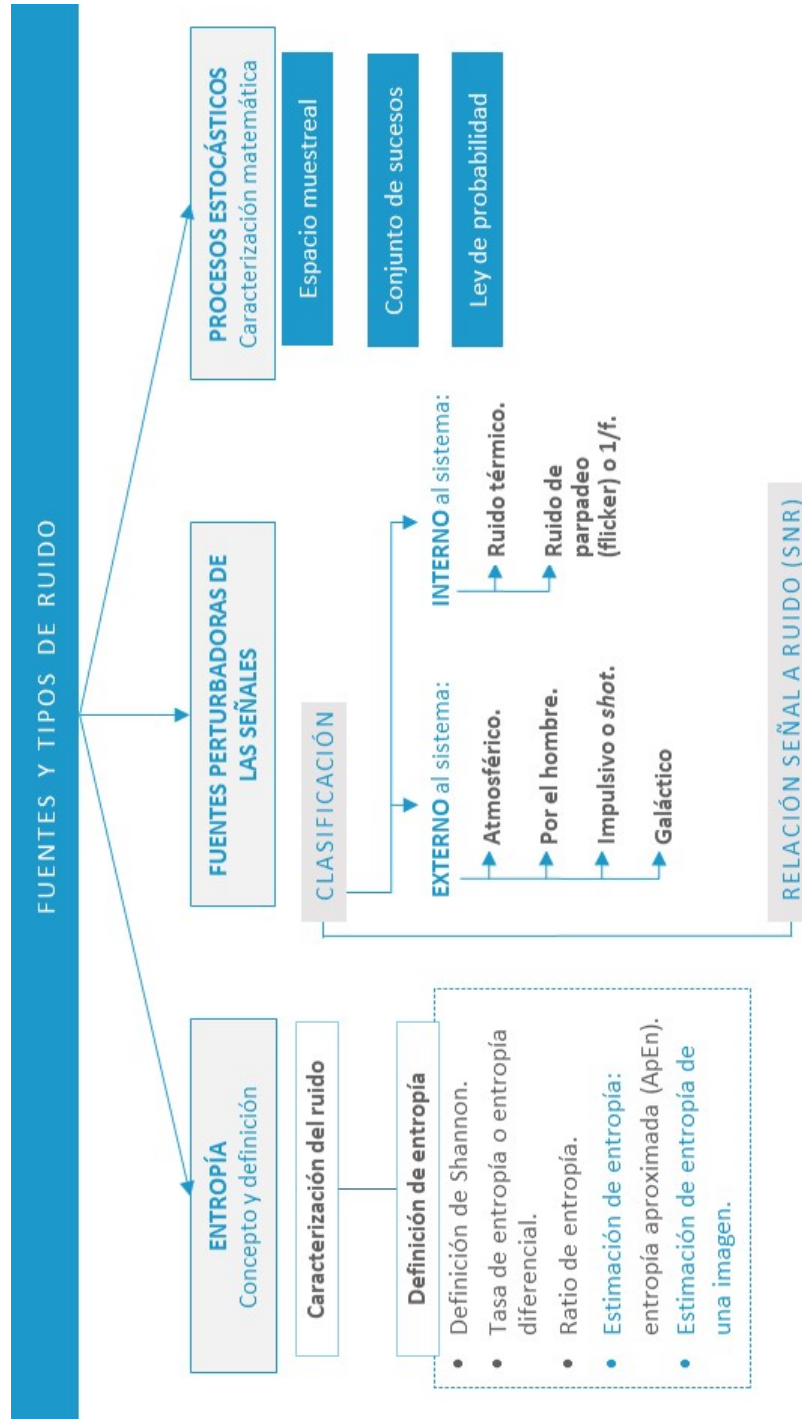 FUENTES Y TIPOS DE RUIDO
ENTROPÍA
Concepto y definición
Caracterización del ruido
Definición de entropía
• Definición de Shannon.
• Tasa de entropía o entropía
diferencial.
• Ratio de entropía.
• Estimación de entropía:
entropía aproximada (ApEn).
• Estimación de entropía de
una imagen.
FUENTES PERTURBADORAS DE
LAS SEÑALES
CLASIFICACIÓN
EXTERNO al sistema:
Atmosférico.
Por el hombre.
Impulsivo o shot.
Galáctico
INTERNO al sistema:
Ruido térmico.
Ruido de
parpadeo
(flicker) o 1/f.
RELACIÓN SEÑAL A RUIDO (SNR)
PROCESOS ESTOCÁSTICOS
Caracterización matemática
Espacio muestreal
Conjunto de sucesos
Ley de probabilidad